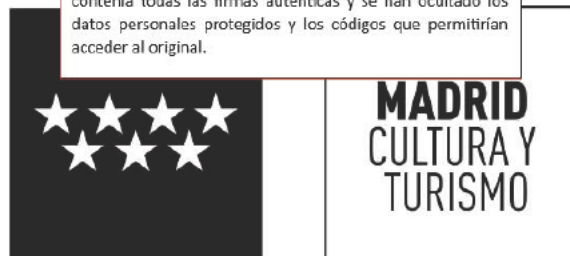 contenía todas las firmas auténticas y se han ocultado los
datos personales protegidos y los códigos que permitirían
acceder al original.
MADRID
CULTURA Y
TURISMO